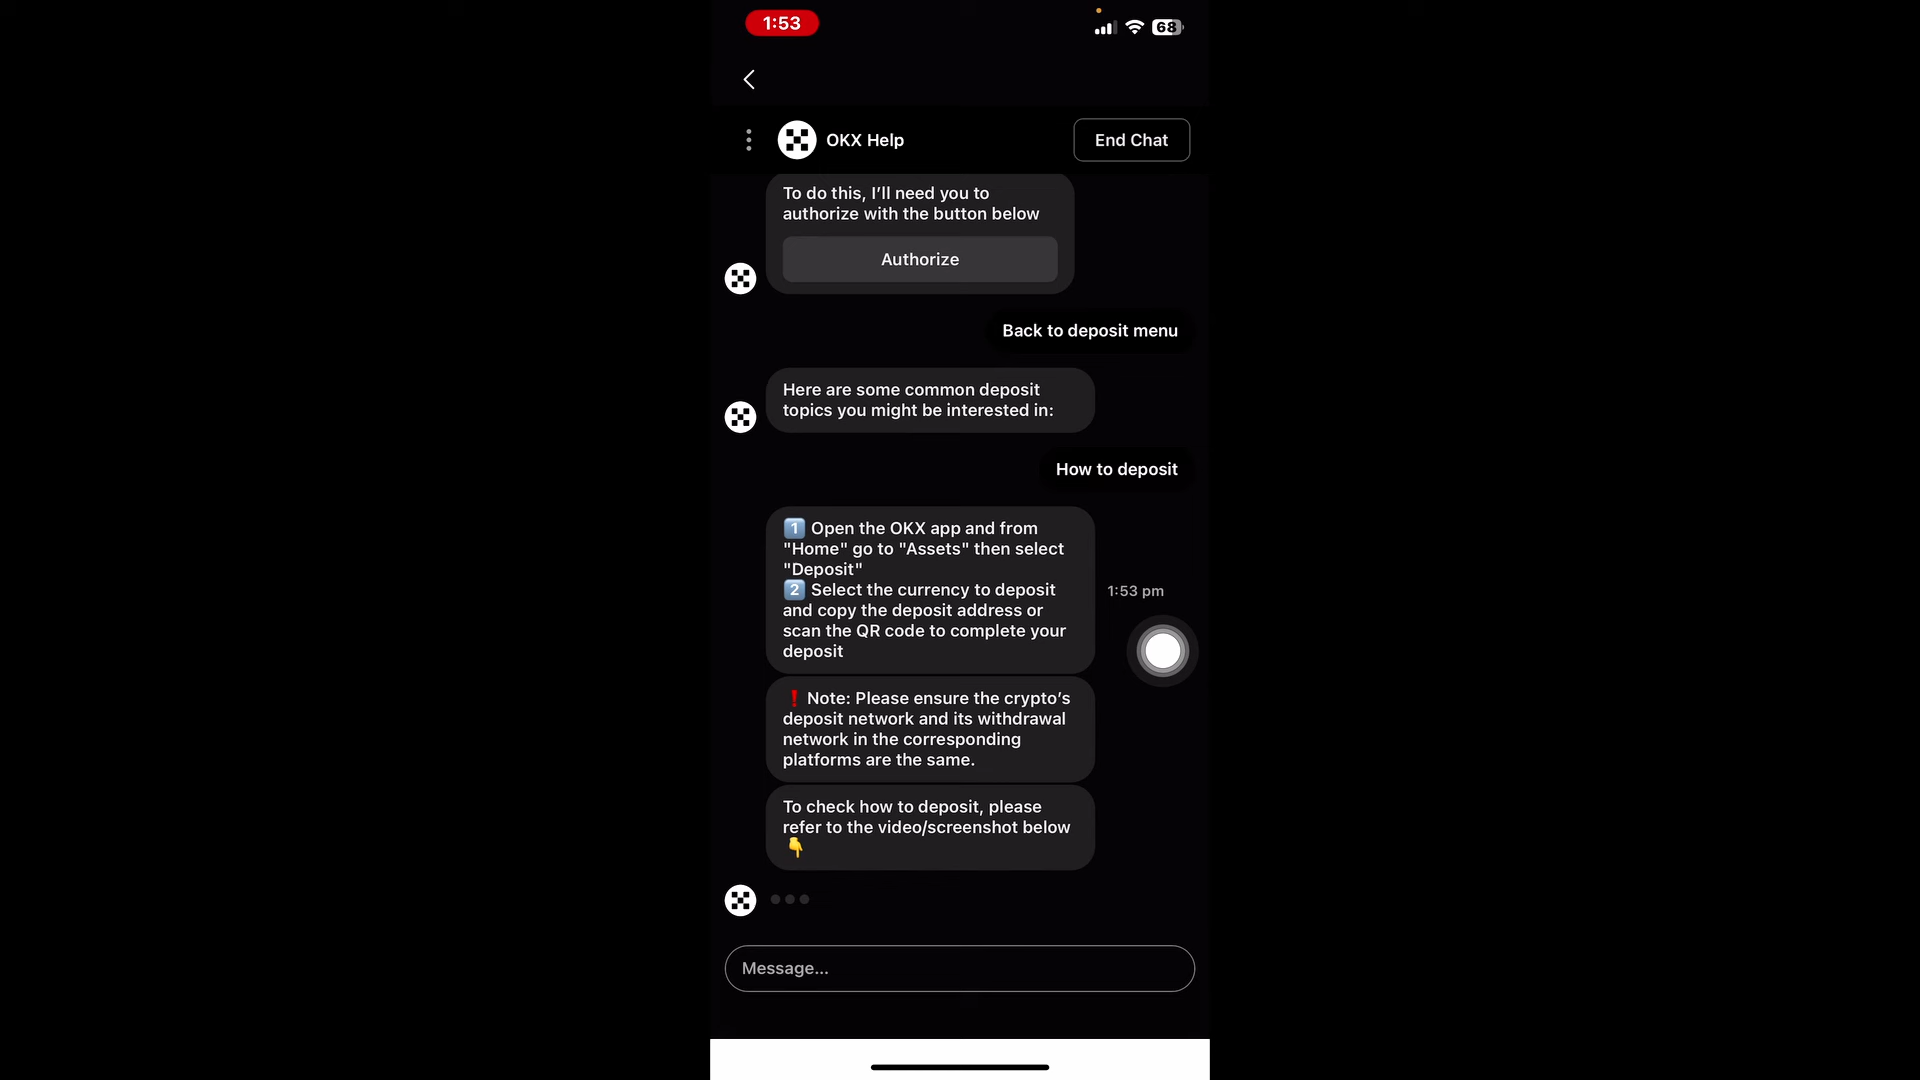 1:53
68
OKX Help
End Chat
To do this, I’ll need you to
authorize with the button below
Authorize
Back to deposit menu
Here are some common deposit
topics you might be interested in:
How to deposit
1️⃣ Open the OKX app and from
"Home" go to "Assets" then select
"Deposit"
2️⃣ Select the currency to deposit
and copy the deposit address or
scan the QR code to complete your
deposit
1:53 pm
❗ Note: Please ensure the crypto’s
deposit network and its withdrawal
network in the corresponding
platforms are the same.
To check how to deposit, please
refer to the video/screenshot below
👇
Message...